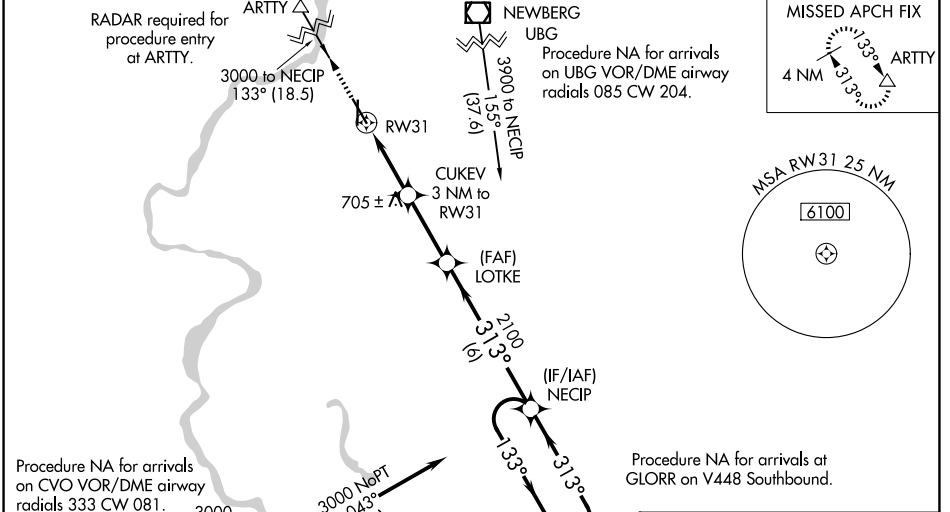 ARTTY
RADAR required for
procedure entry
at ARTTY.
3000 to NECIP
133° (18.5)
NEWBERG
UBG
3900 to NECIP
155°
(37.6)
Procedure NA for arrivals
on UBG VOR/DME airway
radials 085 CW 204.
MISSED APCH FIX
133°
ARTTY
4 NM
313°
RW31
CUKEV
3 NM to
RW31
705 ±
MSA RW31 25 NM
6100
(FAF)
LOTKE
2100
313°
(6)
(IF/IAF)
NECIP
133°
313°
Procedure NA for arrivals at
GLORR on V448 Southbound.
Procedure NA for arrivals
on CVO VOR/DME airway
radials 333 CW 081.
3000 NoPT
043°
3000